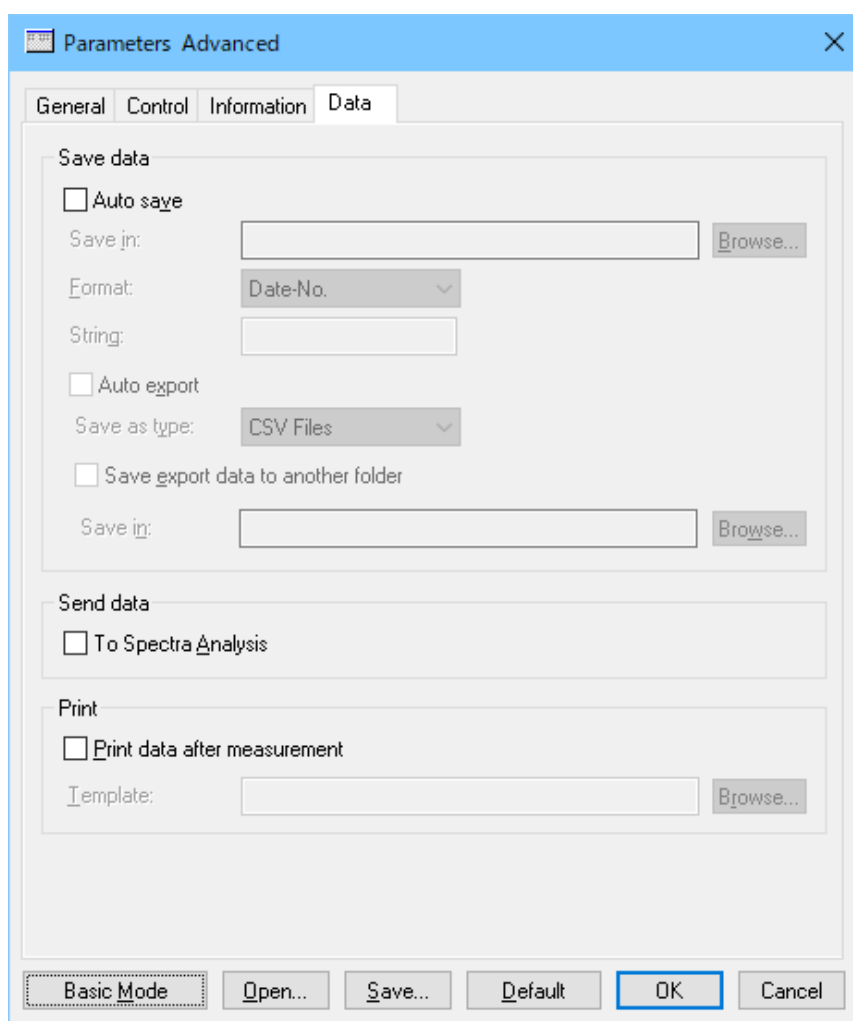 Parameters Advanced
General Control Information Data
Save data
Auto save
Save in: Browse...
Format: Date-No.
String:
Auto export
Save as type: CSV Files
Save export data to another folder
Save in: Browse...
Send data
To Spectra Analysis
Print
Print data after measurement
Template: Browse...
Basic Mode Open... Save... Default OK Cancel